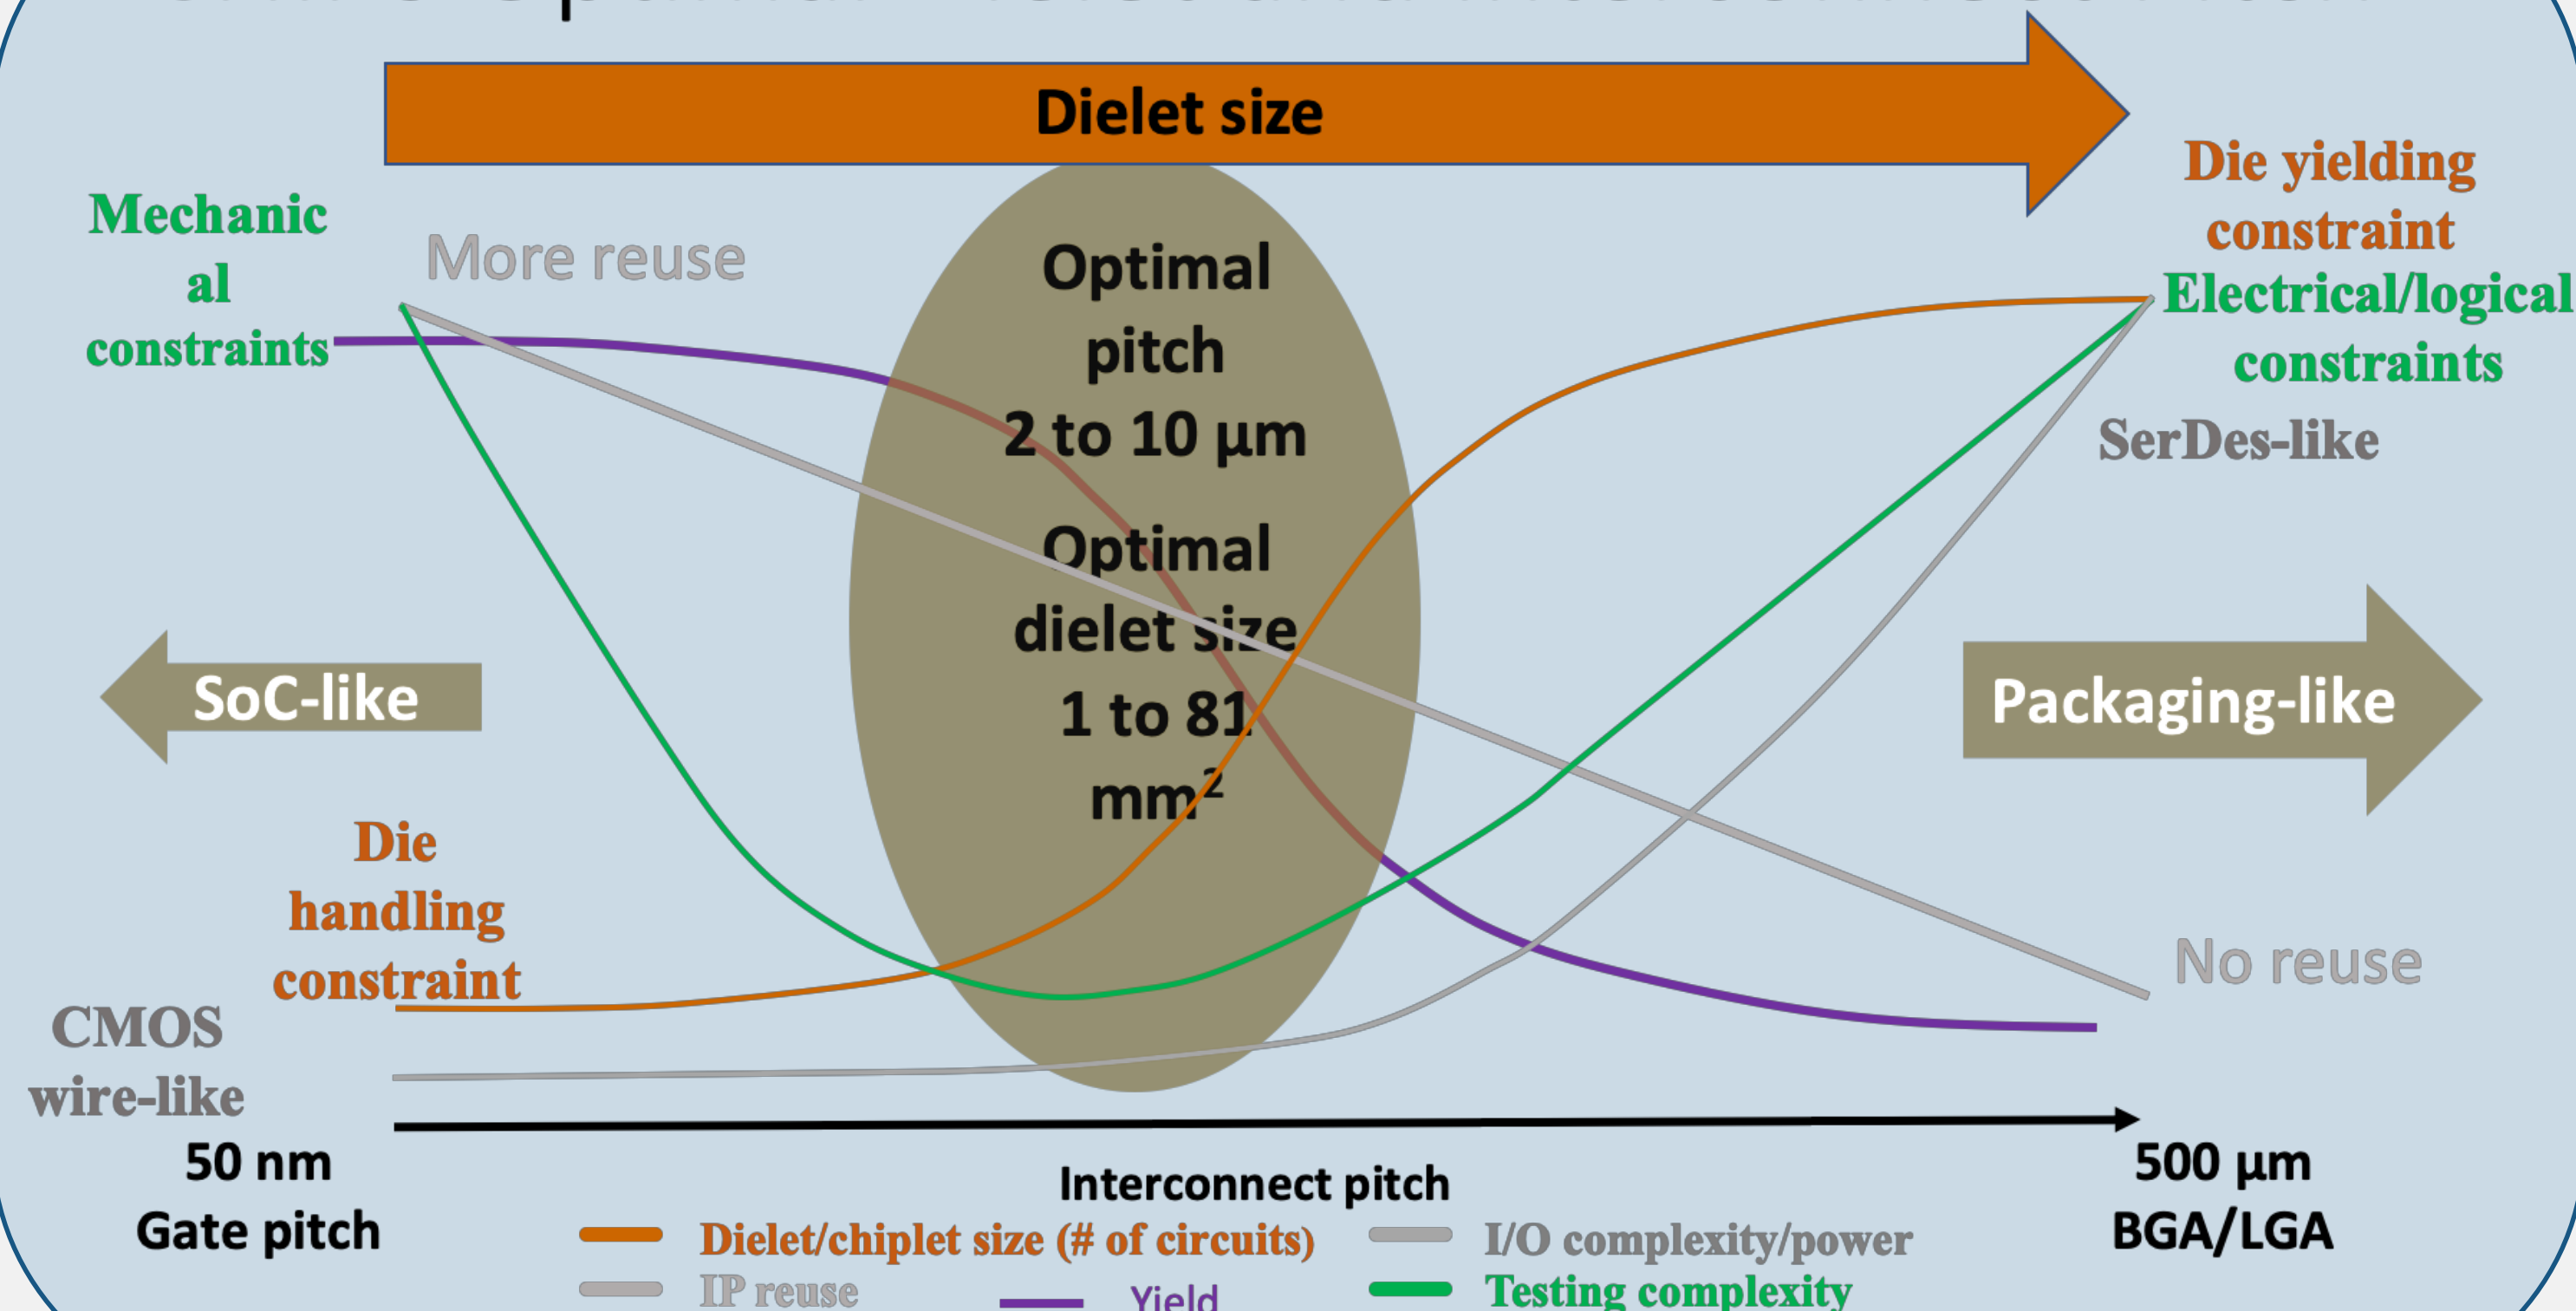 Dielet size
Die yielding
constraint
Mechanic
al
constraints
More reuse
Optimal
pitch
2 to 10 µm
Electrical/logical
constraints
SerDes-like
Optimal
dielet size
1 to 81
mm²
SoC-like
Packaging-like
Die
handling
constraint
No reuse
CMOS
wire-like
50 nm
Gate pitch
Interconnect pitch
500 µm
BGA/LGA
Dielet/chiplet size (# of circuits)
I/O complexity/power
IP reuse
Yield
Testing complexity